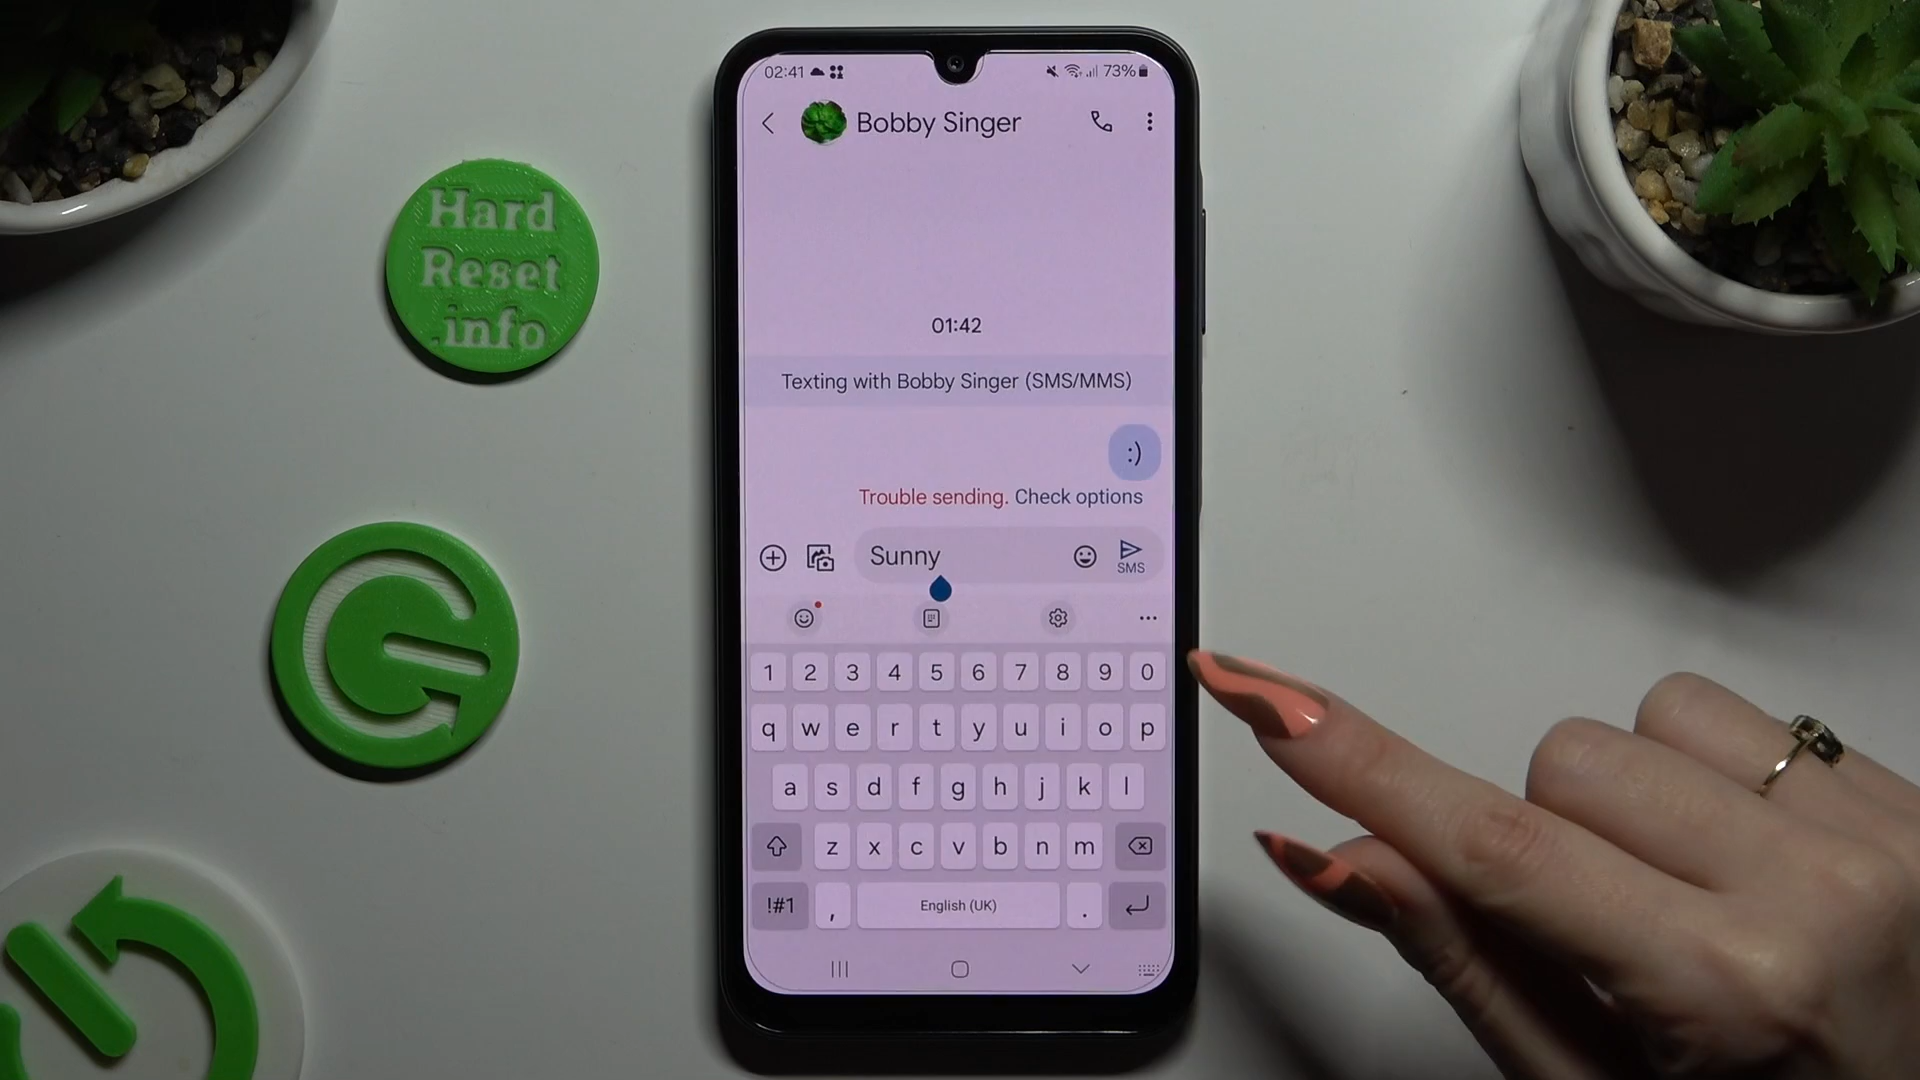 Hard
Reset
.info
02:41 73%
Bobby Singer
01:42
Texting with Bobby Singer (SMS/MMS)
:)
Trouble sending. Check options
Sunny
SMS
1 2 3 4 5 6 7 8 9 0
q w e r t y u i o p
a s d f g h j k l
z x c v b n m
!#1 , English (UK) .